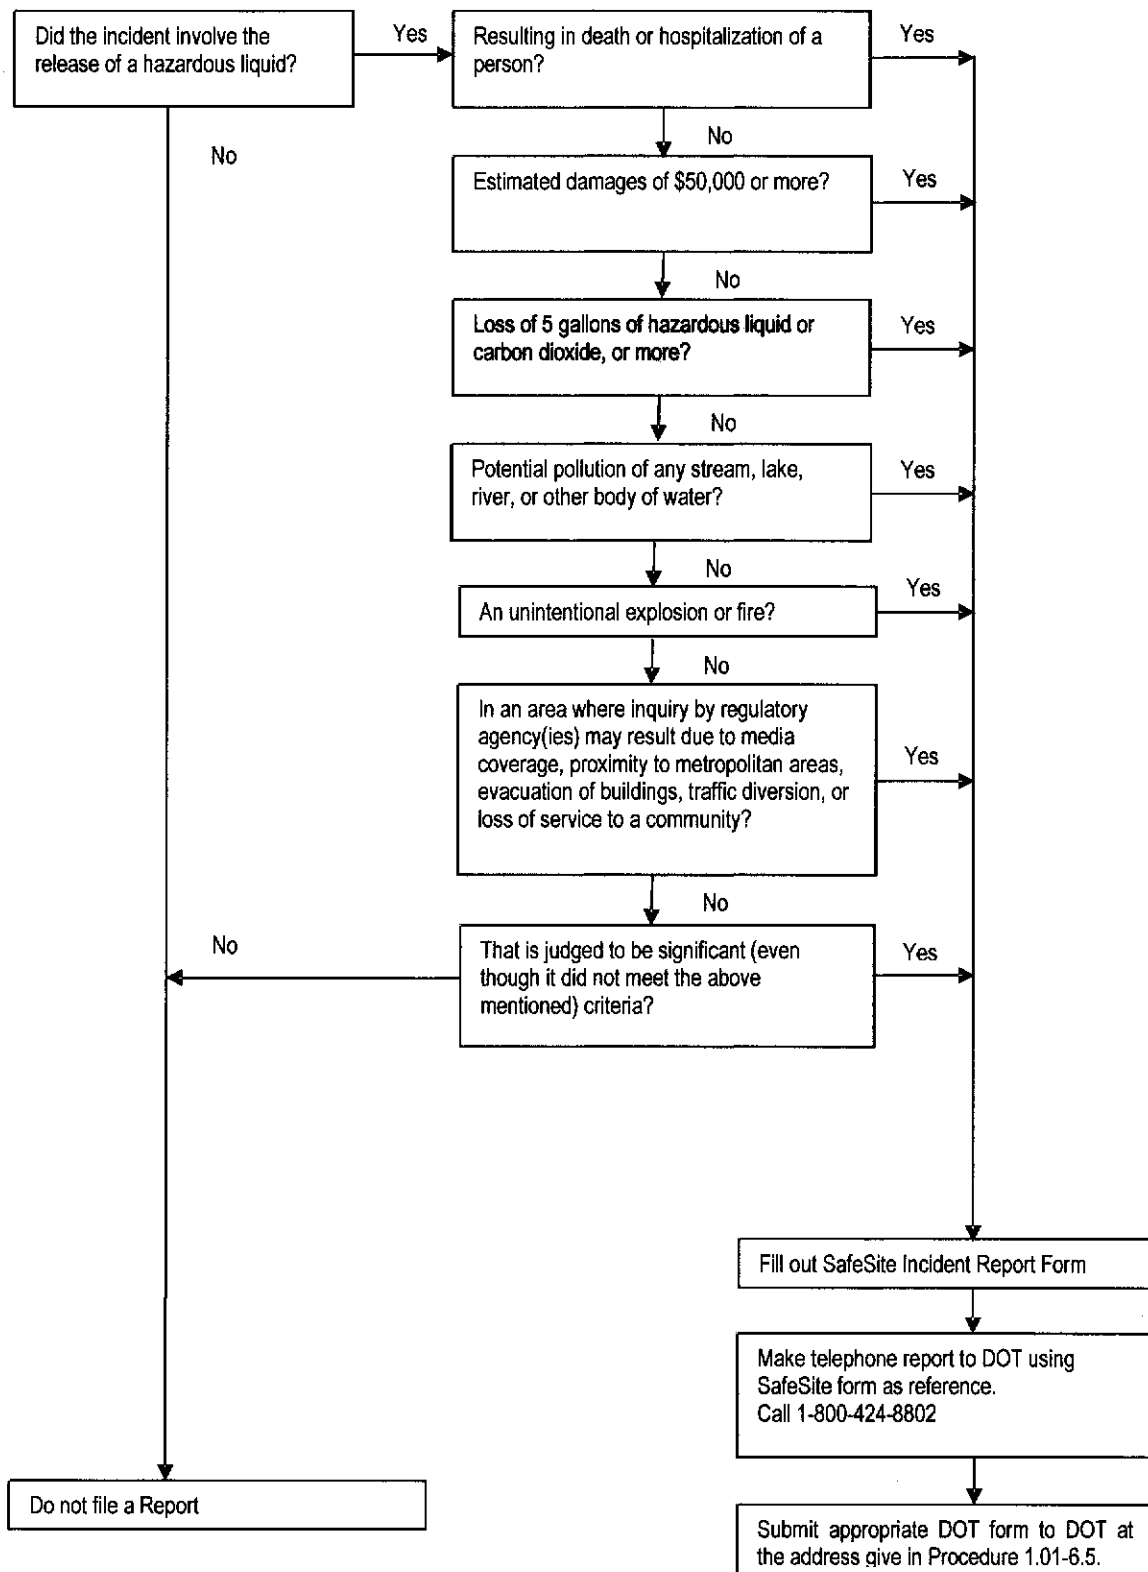 Did the incident involve the
release of a hazardous liquid?
Yes
Resulting in death or hospitalization of a
person?
Yes
No
No
Estimated damages of $50,000 or more?
Yes
No
Loss of 5 gallons of hazardous liquid or
carbon dioxide, or more?
Yes
No
Potential pollution of any stream, lake,
river, or other body of water?
Yes
No
An unintentional explosion or fire?
Yes
No
In an area where inquiry by regulatory
agency(ies) may result due to media
coverage, proximity to metropolitan areas,
evacuation of buildings, traffic diversion, or
loss of service to a community?
Yes
No
No
That is judged to be significant (even
though it did not meet the above
mentioned) criteria?
Yes
Fill out SafeSite Incident Report Form
Make telephone report to DOT using
SafeSite form as reference.
Call 1-800-424-8802
Do not file a Report
Submit appropriate DOT form to DOT at
the address give in Procedure 1.01-6.5.